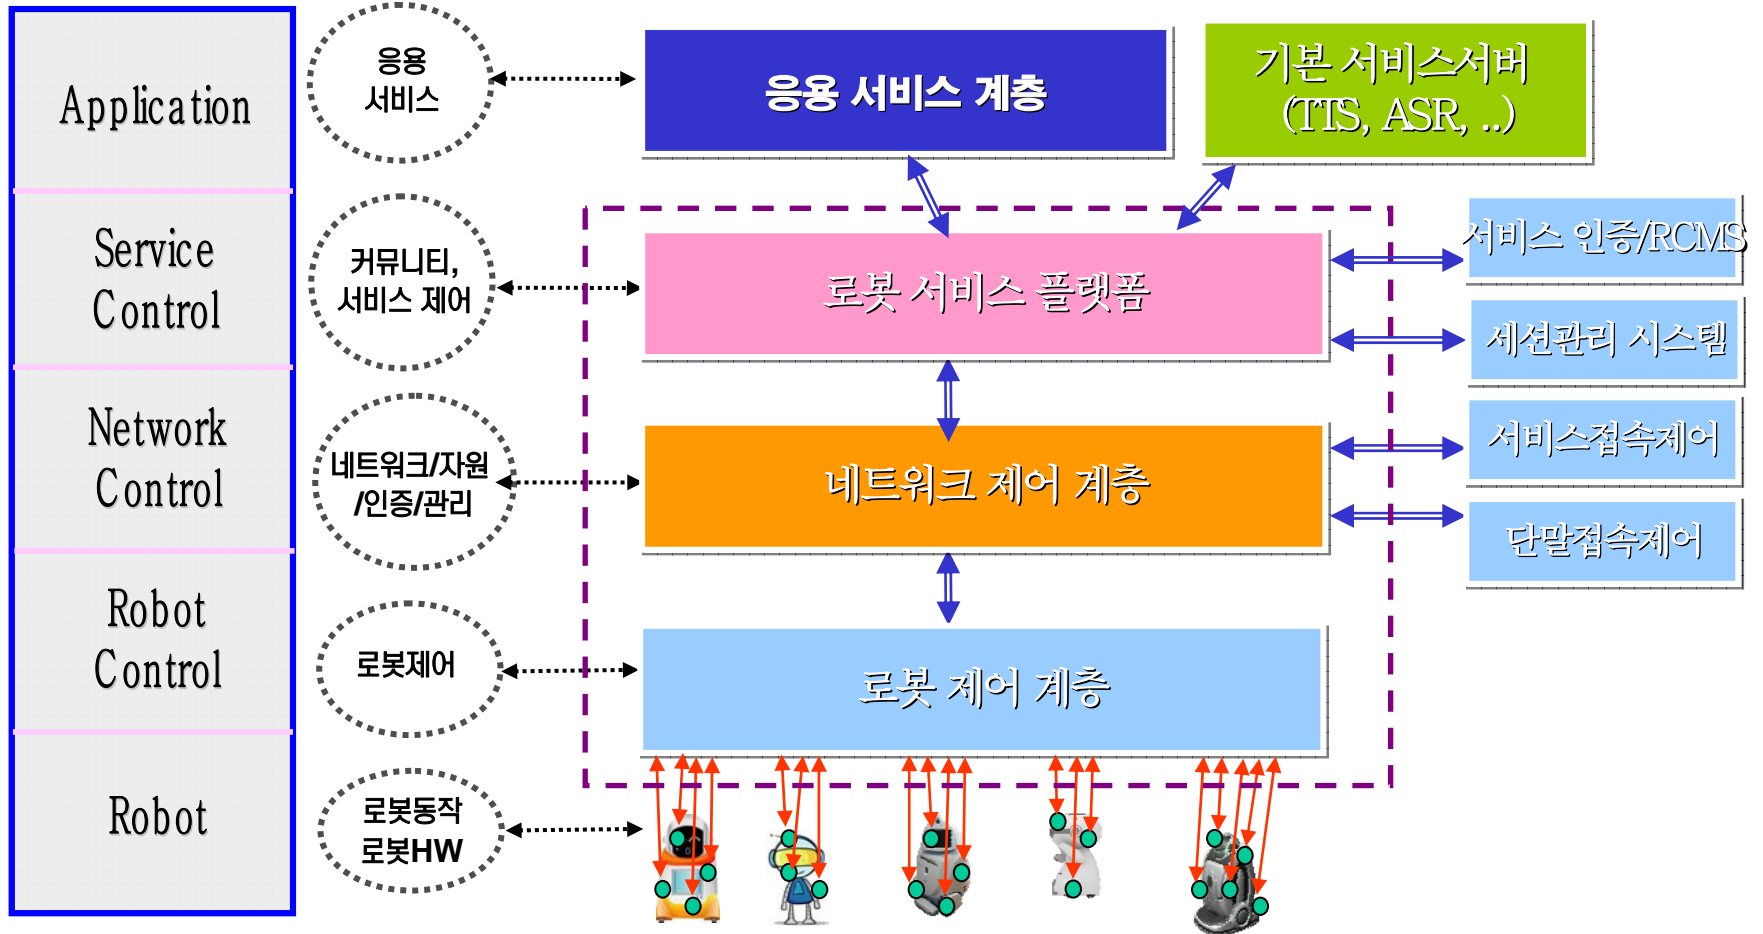 Application
응용
서비스
응용 서비스 계층
기본 서비스서버
(TTS, ASR, ..)
Service
Control
커뮤니티,
서비스 제어
로봇 서비스 플랫폼
서비스 인증/RCMS
세션관리 시스템
Network
Control
네트워크/자원
/인증/관리
네트워크 제어 계층
서비스접속제어
단말접속제어
Robot
Control
로봇제어
로봇 제어 계층
Robot
로봇동작
로봇HW